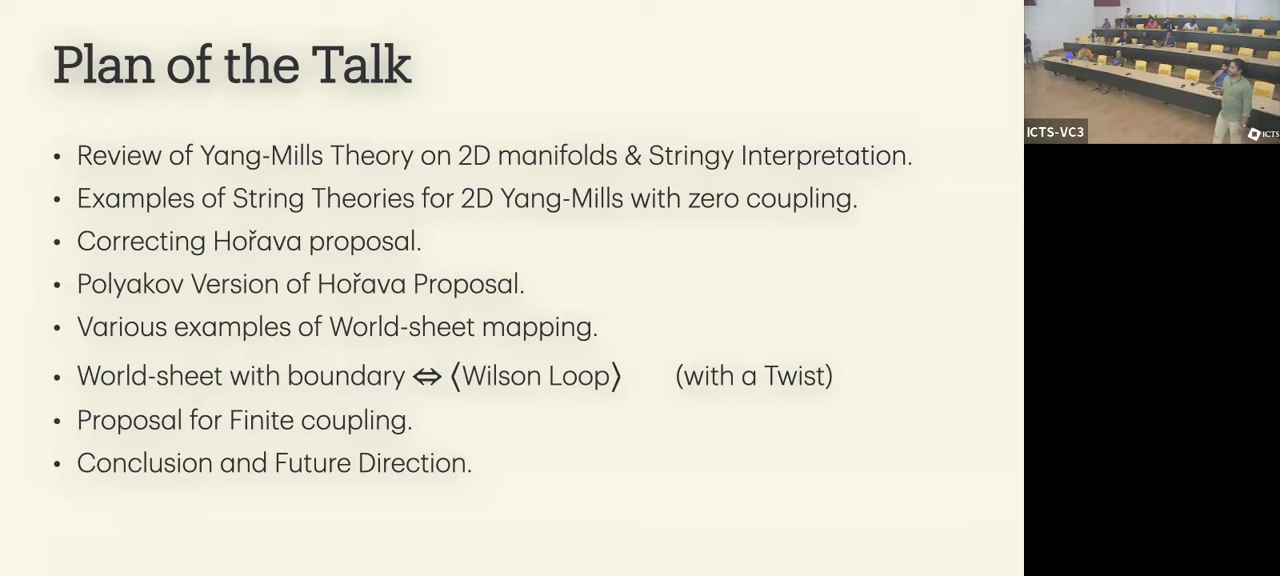 Plan of the Talk
• Review of Yang-Mills Theory on 2D manifolds & Stringy Interpretation.
• Examples of String Theories for 2D Yang-Mills with zero coupling.
• Correcting Hořava proposal.
• Polyakov Version of Hořava Proposal.
• Various examples of World-sheet mapping.
• World-sheet with boundary ⇔ ⟨Wilson Loop⟩ (with a Twist)
• Proposal for Finite coupling.
• Conclusion and Future Direction.
ICTS-VC3
ICTS